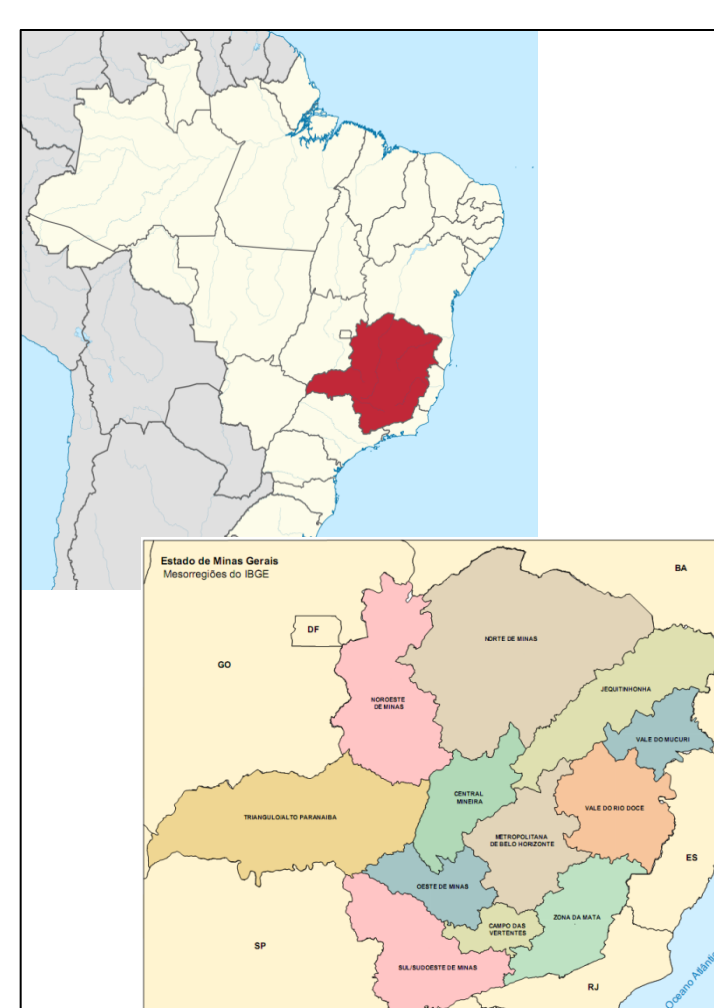 Estado de Minas Gerais
Mesorregiões do IBGE
BA
DF
GO
NORTE DE MINAS
JEQUITINHONHA
NOROESTE
DE MINAS
VALE DO MUCURI
CENTRAL
MINEIRA
VALE DO RIO DOCE
TRIANGULO/ALTO PARANAIBA
METROPOLITANA
DE BELO HORIZONTE
ES
OESTE DE MINAS
ZONA DA MATA
CAMPO DAS
VERTENTES
SP
SUL/SUDOESTE DE MINAS
RJ
Oceano Atlântico